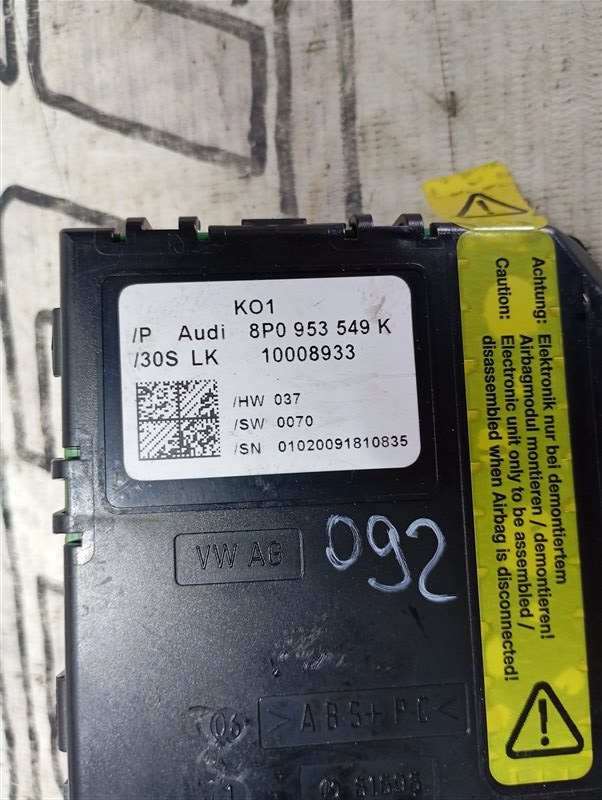 KO1
/P Audi 8P0 953 549 K
/30S LK 10008933
/HW 037
/SW 0070
/SN 01020091810835
VW AG
092
Achtung: Elektronik nur bei demontiertem
Airbagmodul montieren / demontieren!
Caution: Electronic unit only to be assembled /
disassembled when Airbag is disconnected!
06
>ABS+PC<